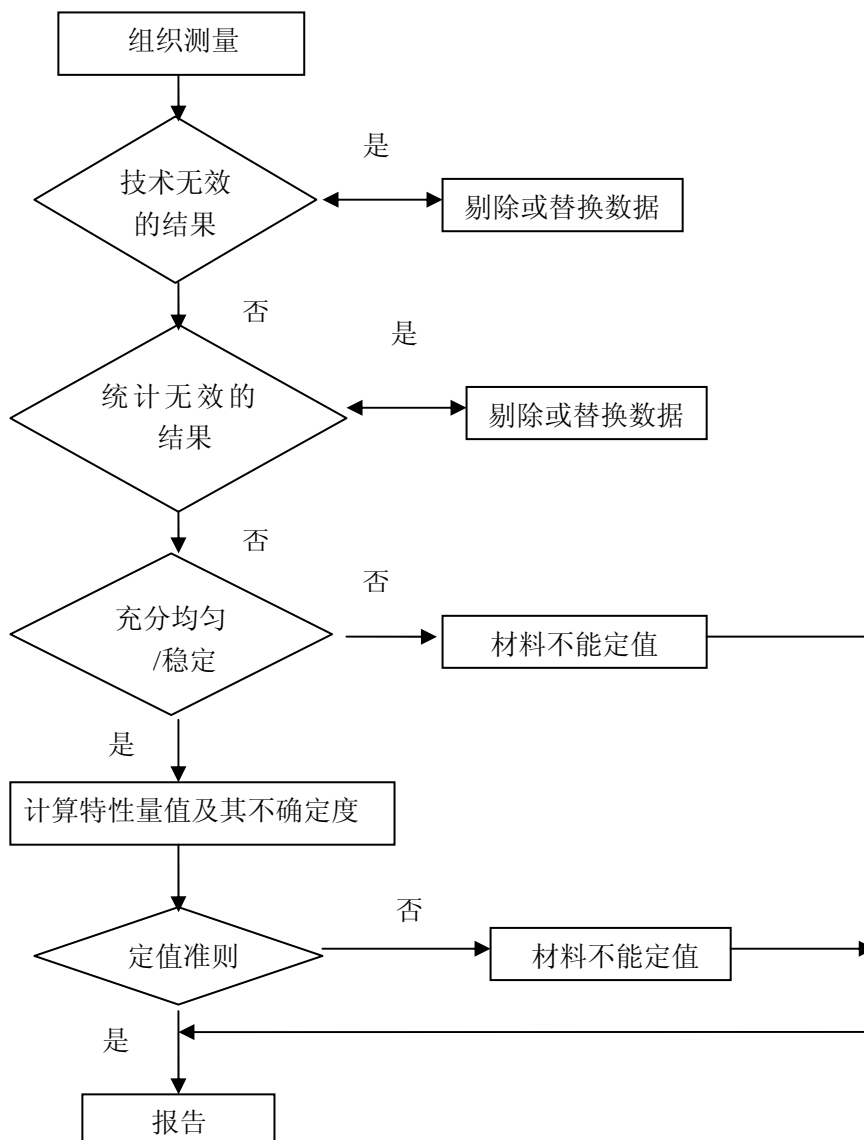 组织测量
是
技术无效
的结果
剔除或替换数据
否
是
统计无效的
结果
剔除或替换数据
否
否
充分均匀
/稳定
材料不能定值
是
计算特性量值及其不确定度
否
定值准则
材料不能定值
是
报告